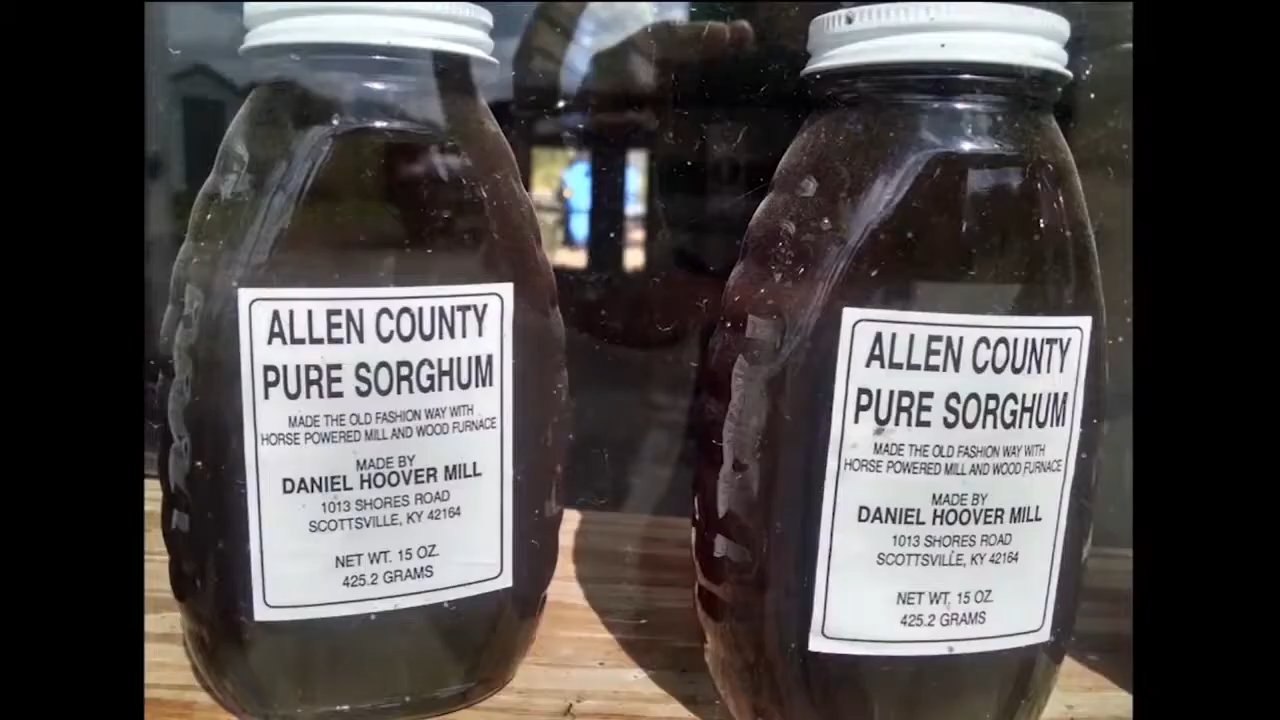 ALLEN COUNTY
PURE SORGHUM
MADE THE OLD FASHION WAY WITH
HORSE POWERED MILL AND WOOD FURNACE
MADE BY
DANIEL HOOVER MILL
1013 SHORES ROAD
SCOTTSVILLE, KY 42164
NET WT. 15 OZ.
425.2 GRAMS
ALLEN COUNTY
PURE SORGHUM
MADE THE OLD FASHION WAY WITH
HORSE POWERED MILL AND WOOD FURNACE
MADE BY
DANIEL HOOVER MILL
1013 SHORES ROAD
SCOTTSVILLE, KY 42164
NET WT. 15 OZ.
425.2 GRAMS